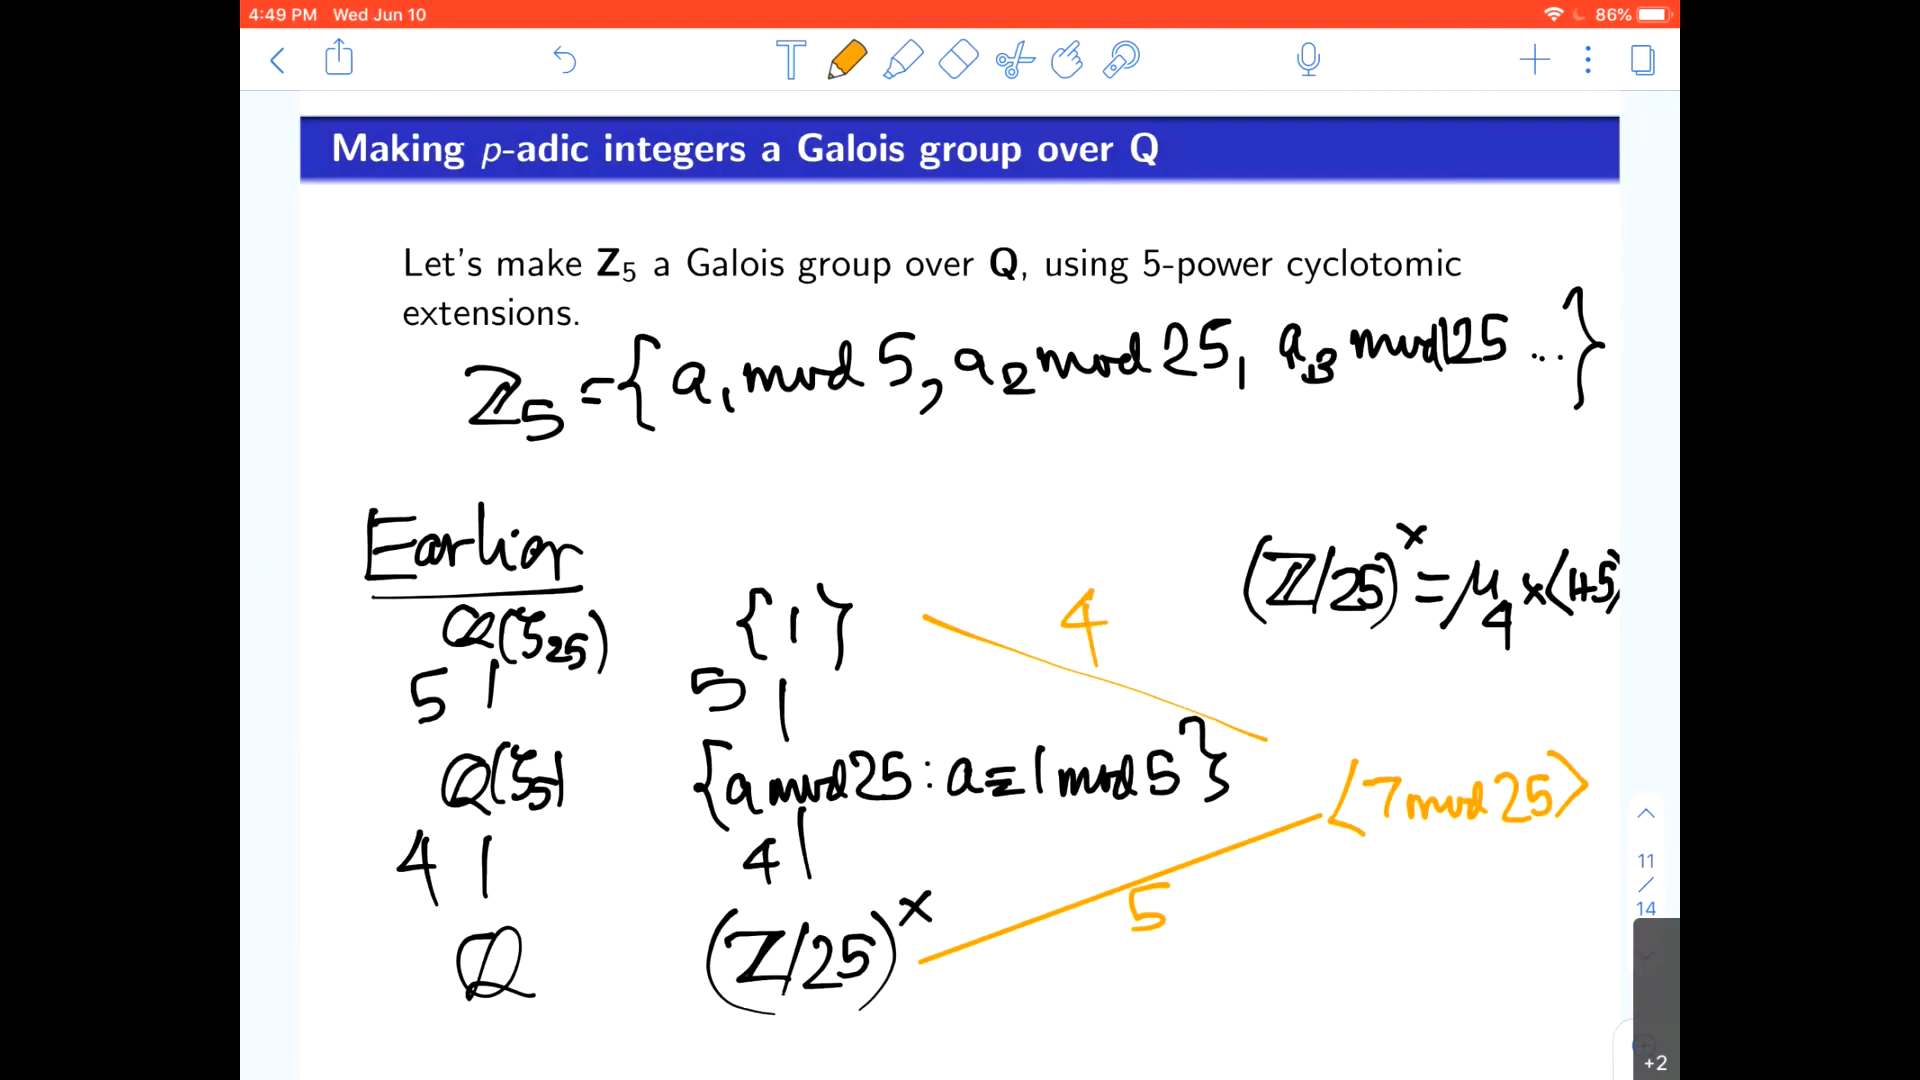 4:49 PM Wed Jun 10
86%
Making p-adic integers a Galois group over Q
Let's make Z₅ a Galois group over Q, using 5-power cyclotomic
extensions.
ℤ₅ = { a₁ mod 5, a₂ mod 25, a₃ mod 125 ... }
Earlier
(ℤ/25)ˣ = μ₄ × ⟨1+5⟩
ℚ(ζ₂₅) {1} 4
5 | 5 |
ℚ(ζ₅) {a mod 25 : a ≡ 1 mod 5} ⟨7 mod 25⟩
4 | 4 |
ℚ (ℤ/25)ˣ 5
11
/
14
+2